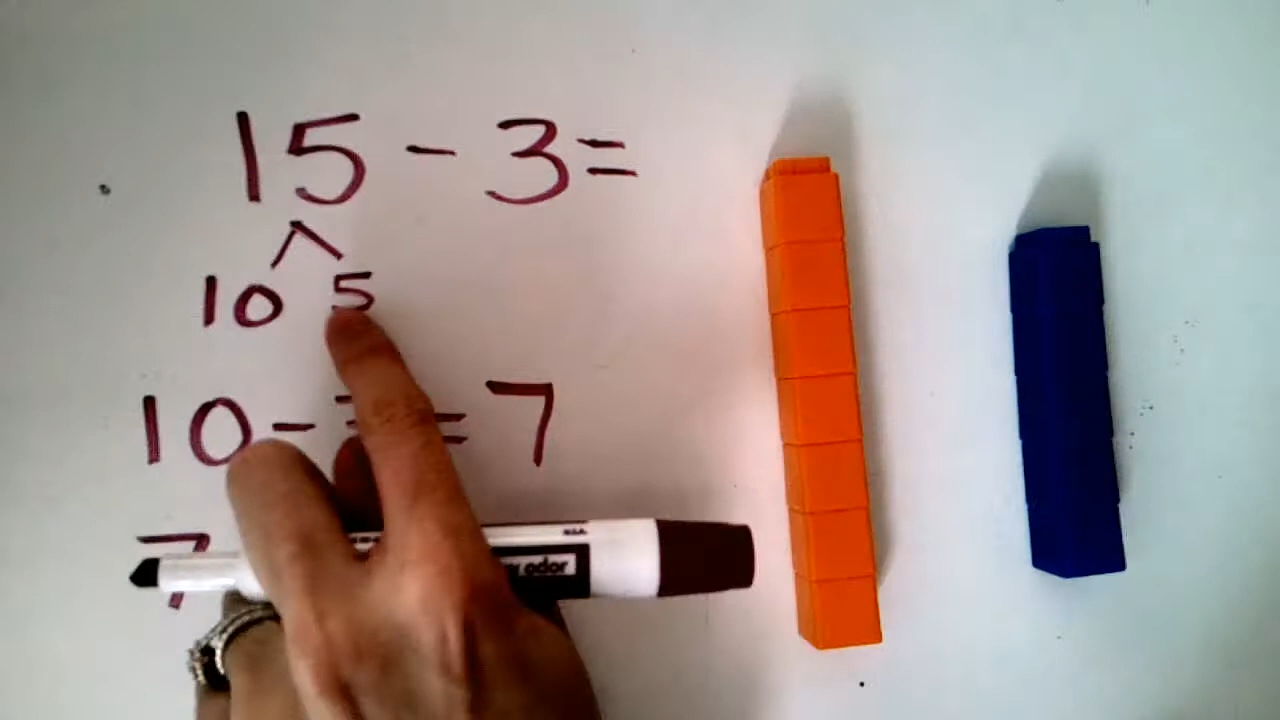 15 - 3 =
10 5
10 - = 7
7
odor